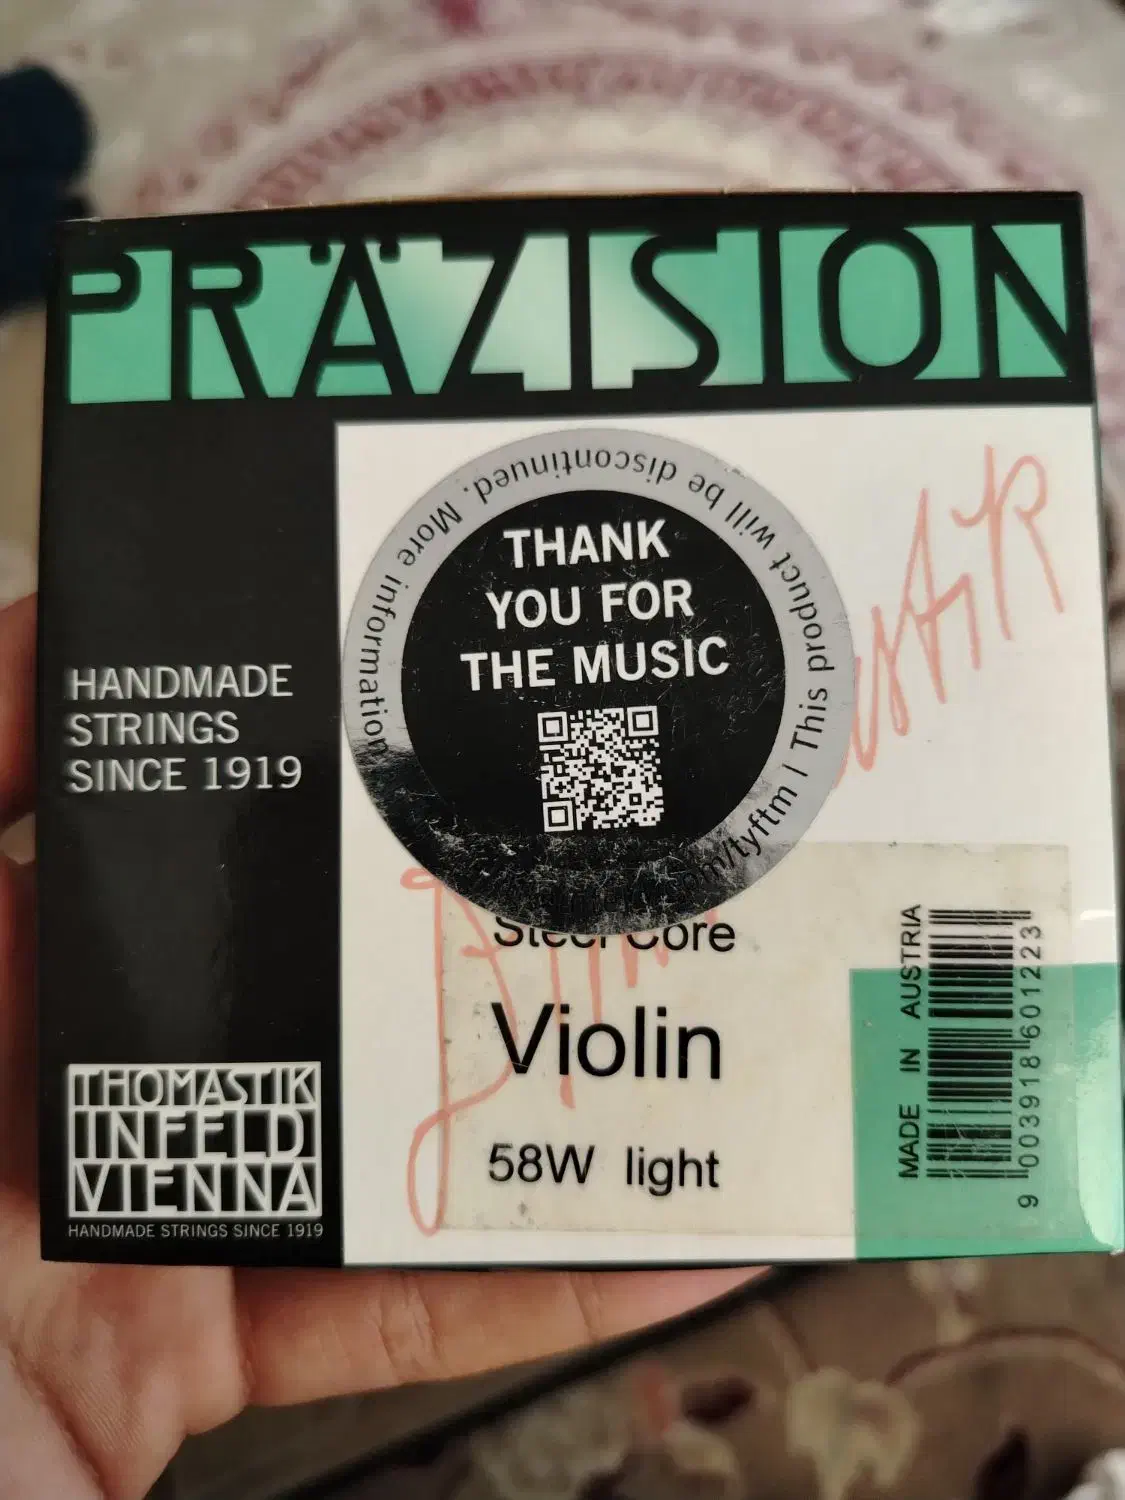 PRÄZISION
This product will be discontinued. More information
/tyftm |
THANK
YOU FOR
THE MUSIC
HANDMADE
STRINGS
SINCE 1919
Steel Core
Violin
58W light
MADE IN AUSTRIA
9 003918 601223
THOMASTIK
INFELD
VIENNA
HANDMADE STRINGS SINCE 1919